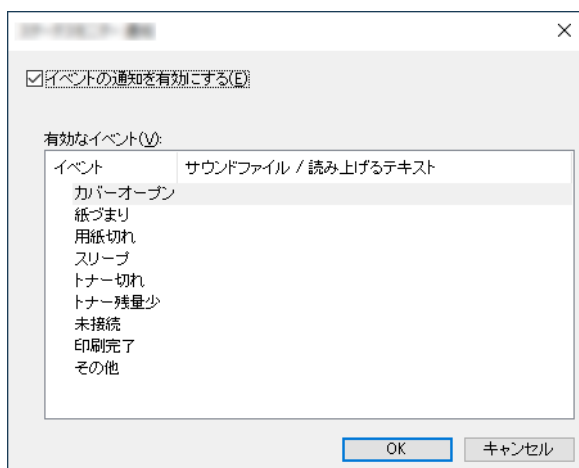 イベントの通知を有効にする(E)
有効なイベント(V):
イベント サウンドファイル / 読み上げるテキスト
カバーオープン
紙づまり
用紙切れ
スリープ
トナー切れ
トナー残量少
未接続
印刷完了
その他
OK キャンセル